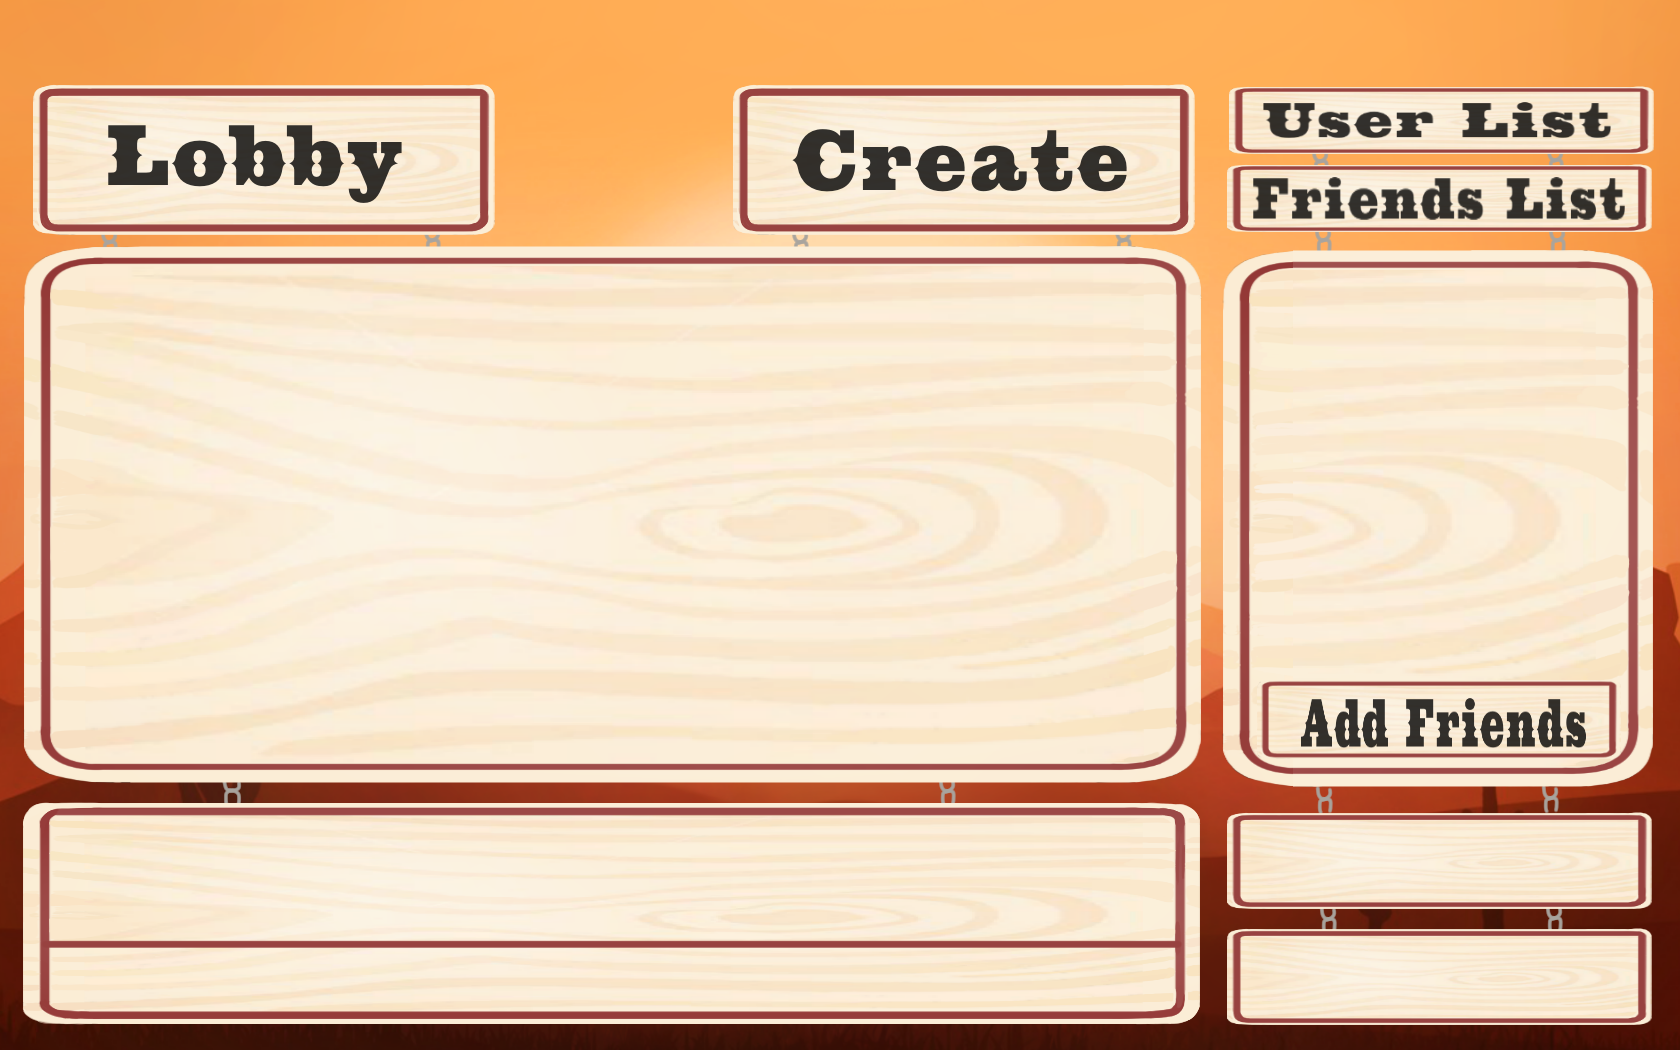 Lobby
Create
User List
Friends List
Add Friends